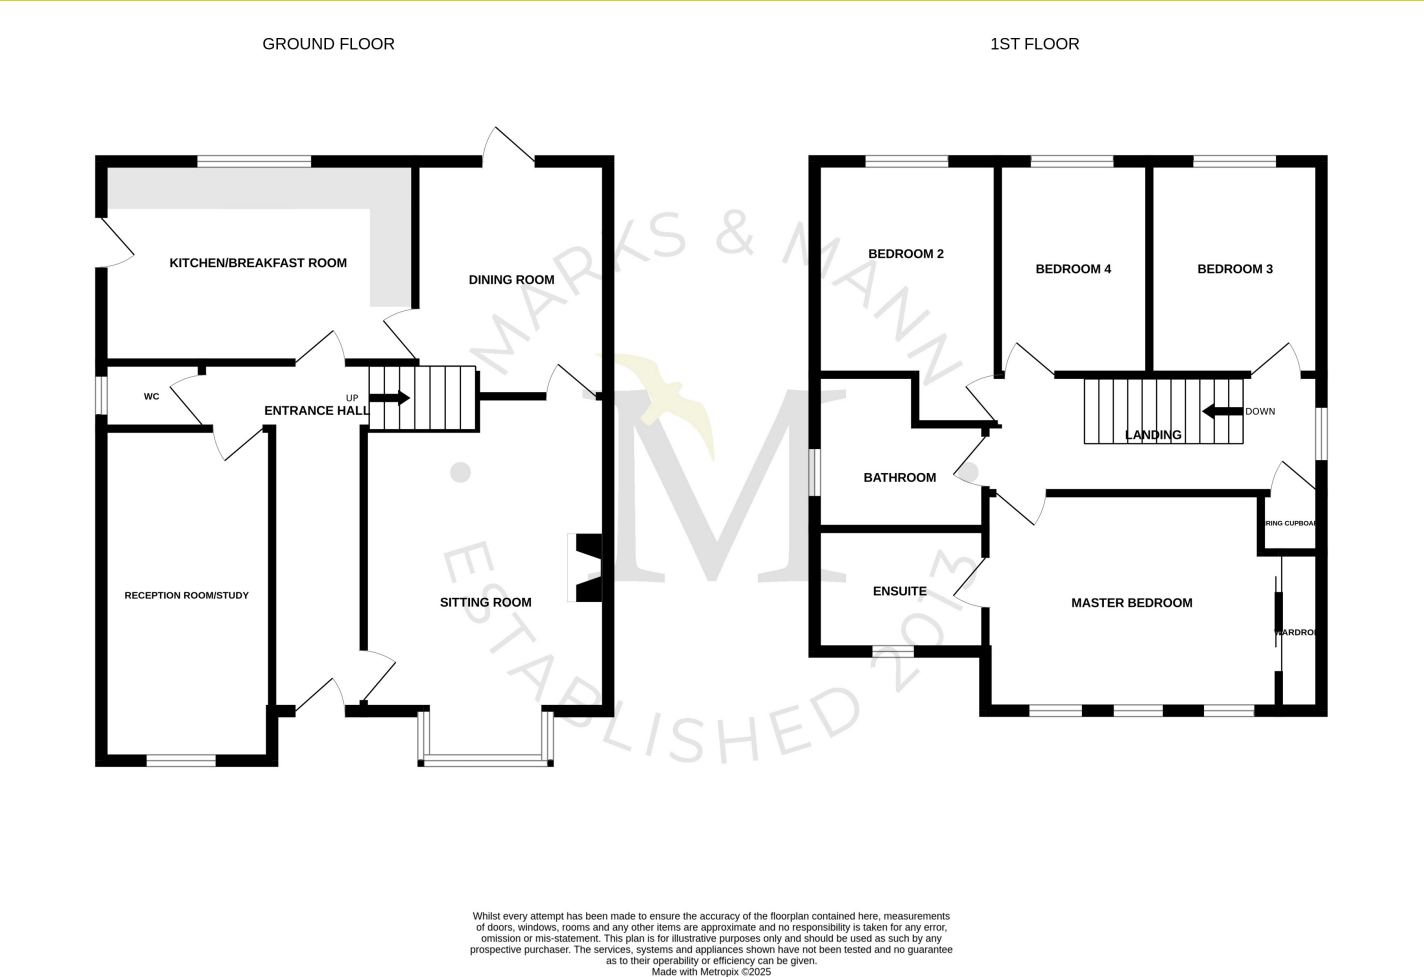 GROUND FLOOR
1ST FLOOR
KITCHEN/BREAKFAST ROOM
DINING ROOM
WC
UP
ENTRANCE HALL
RECEPTION ROOM/STUDY
SITTING ROOM
BEDROOM 2
BEDROOM 4
BEDROOM 3
DOWN
LANDING
BATHROOM
RING CUPBOAR
ENSUITE
MASTER BEDROOM
WARDROB
MARKS & MANN
M
ESTABLISHED 2013
Whilst every attempt has been made to ensure the accuracy of the floorplan contained here, measurements
of doors, windows, rooms and any other items are approximate and no responsibility is taken for any error,
omission or mis-statement. This plan is for illustrative purposes only and should be used as such by any
prospective purchaser. The services, systems and appliances shown have not been tested and no guarantee
as to their operability or efficiency can be given.
Made with Metropix ©2025